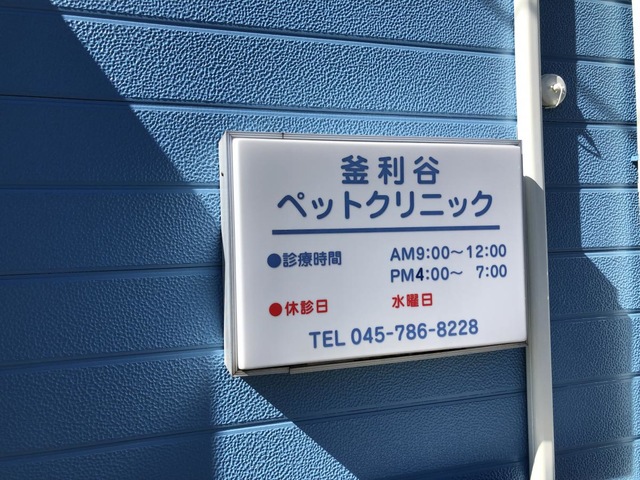 釜利谷
ペットクリニック
●診療時間 AM9:00～12:00
PM4:00～ 7:00
●休診日 水曜日
TEL 045-786-8228